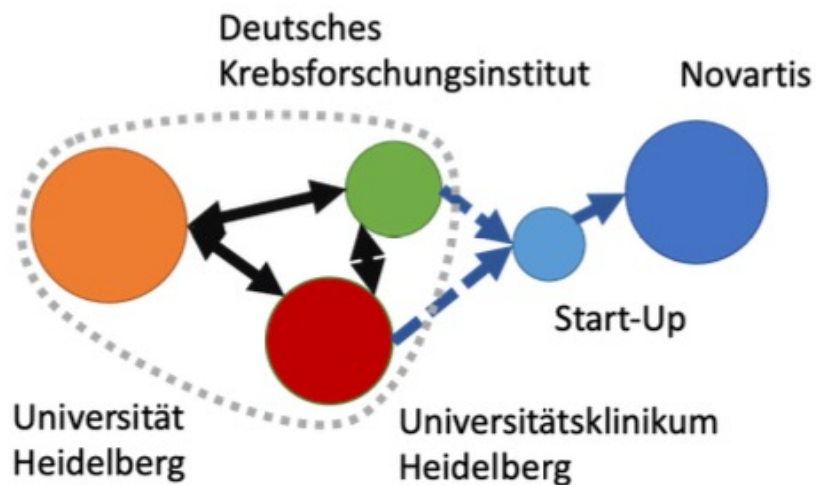 Deutsches
Krebsforschungsinstitut
Novartis
Start-Up
Universität
Heidelberg
Universitätsklinikum
Heidelberg